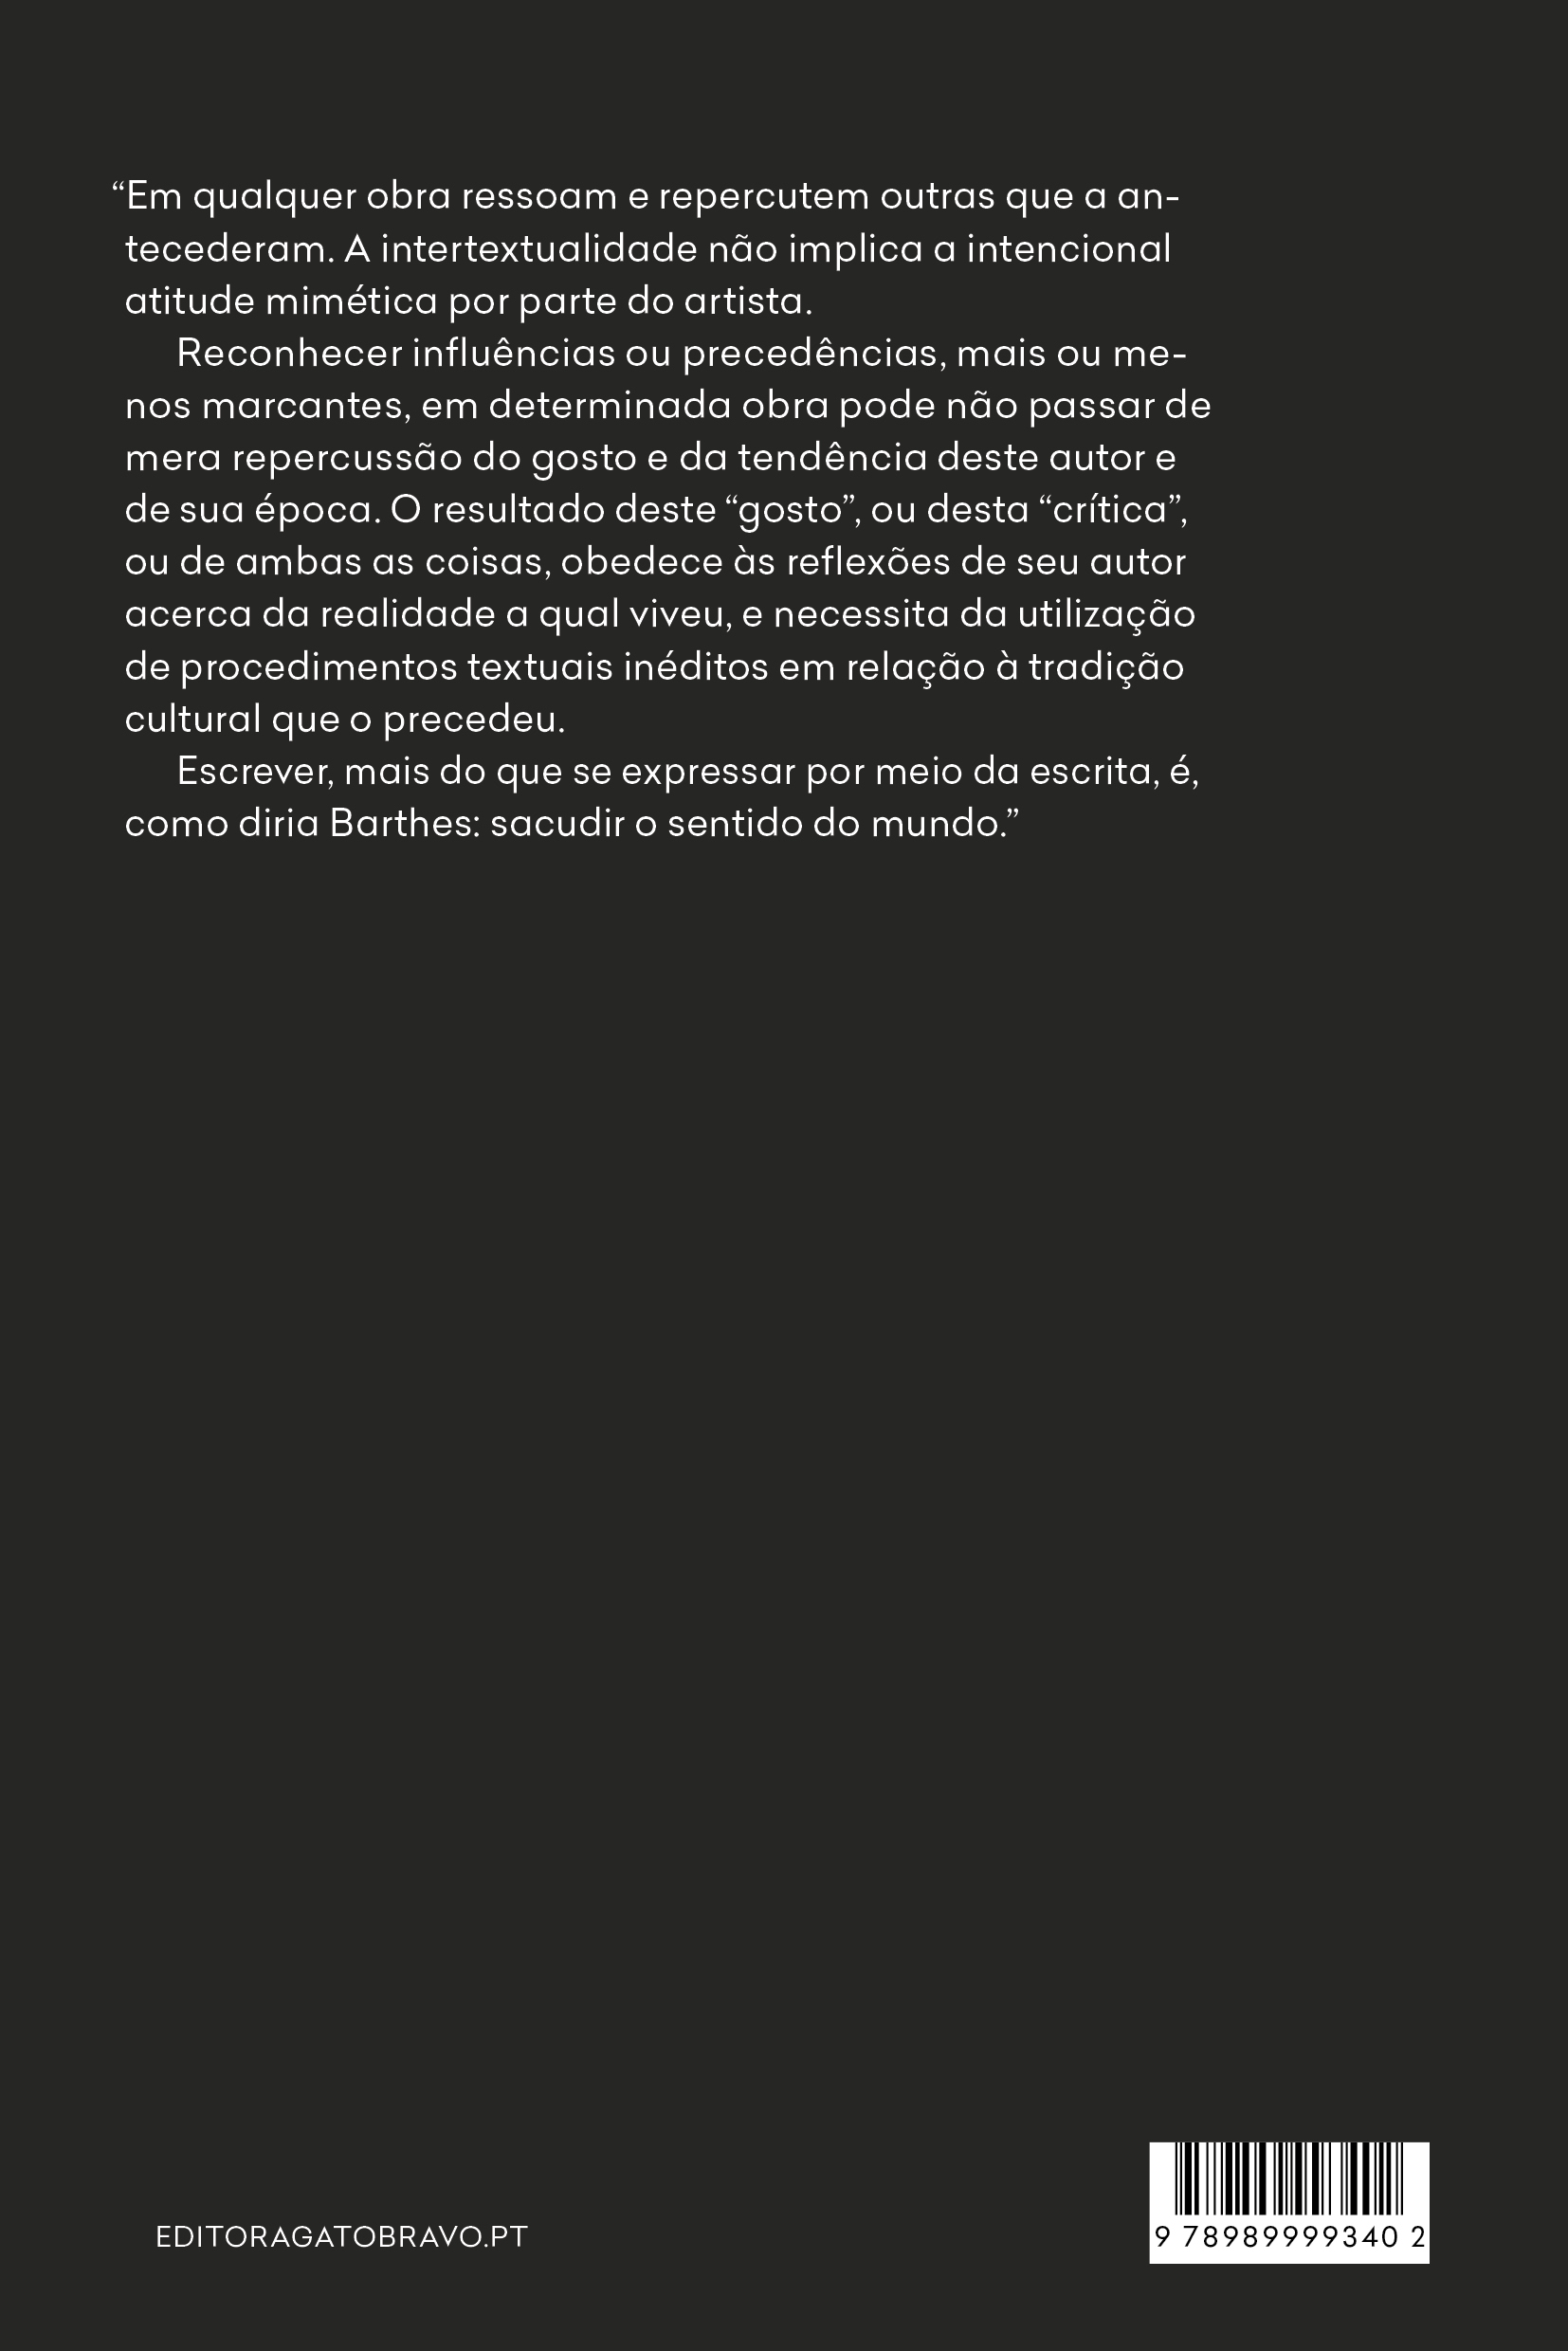 “Em qualquer obra ressoam e repercutem outras que a an-
tecederam. A intertextualidade não implica a intencional
atitude mimética por parte do artista.
Reconhecer influências ou precedências, mais ou me-
nos marcantes, em determinada obra pode não passar de
mera repercussão do gosto e da tendência deste autor e
de sua época. O resultado deste “gosto”, ou desta “crítica”,
ou de ambas as coisas, obedece às reflexões de seu autor
acerca da realidade a qual viveu, e necessita da utilização
de procedimentos textuais inéditos em relação à tradição
cultural que o precedeu.
Escrever, mais do que se expressar por meio da escrita, é,
como diria Barthes: sacudir o sentido do mundo.”
EDITORAGATOBRAVO.PT
9 78989999340 2